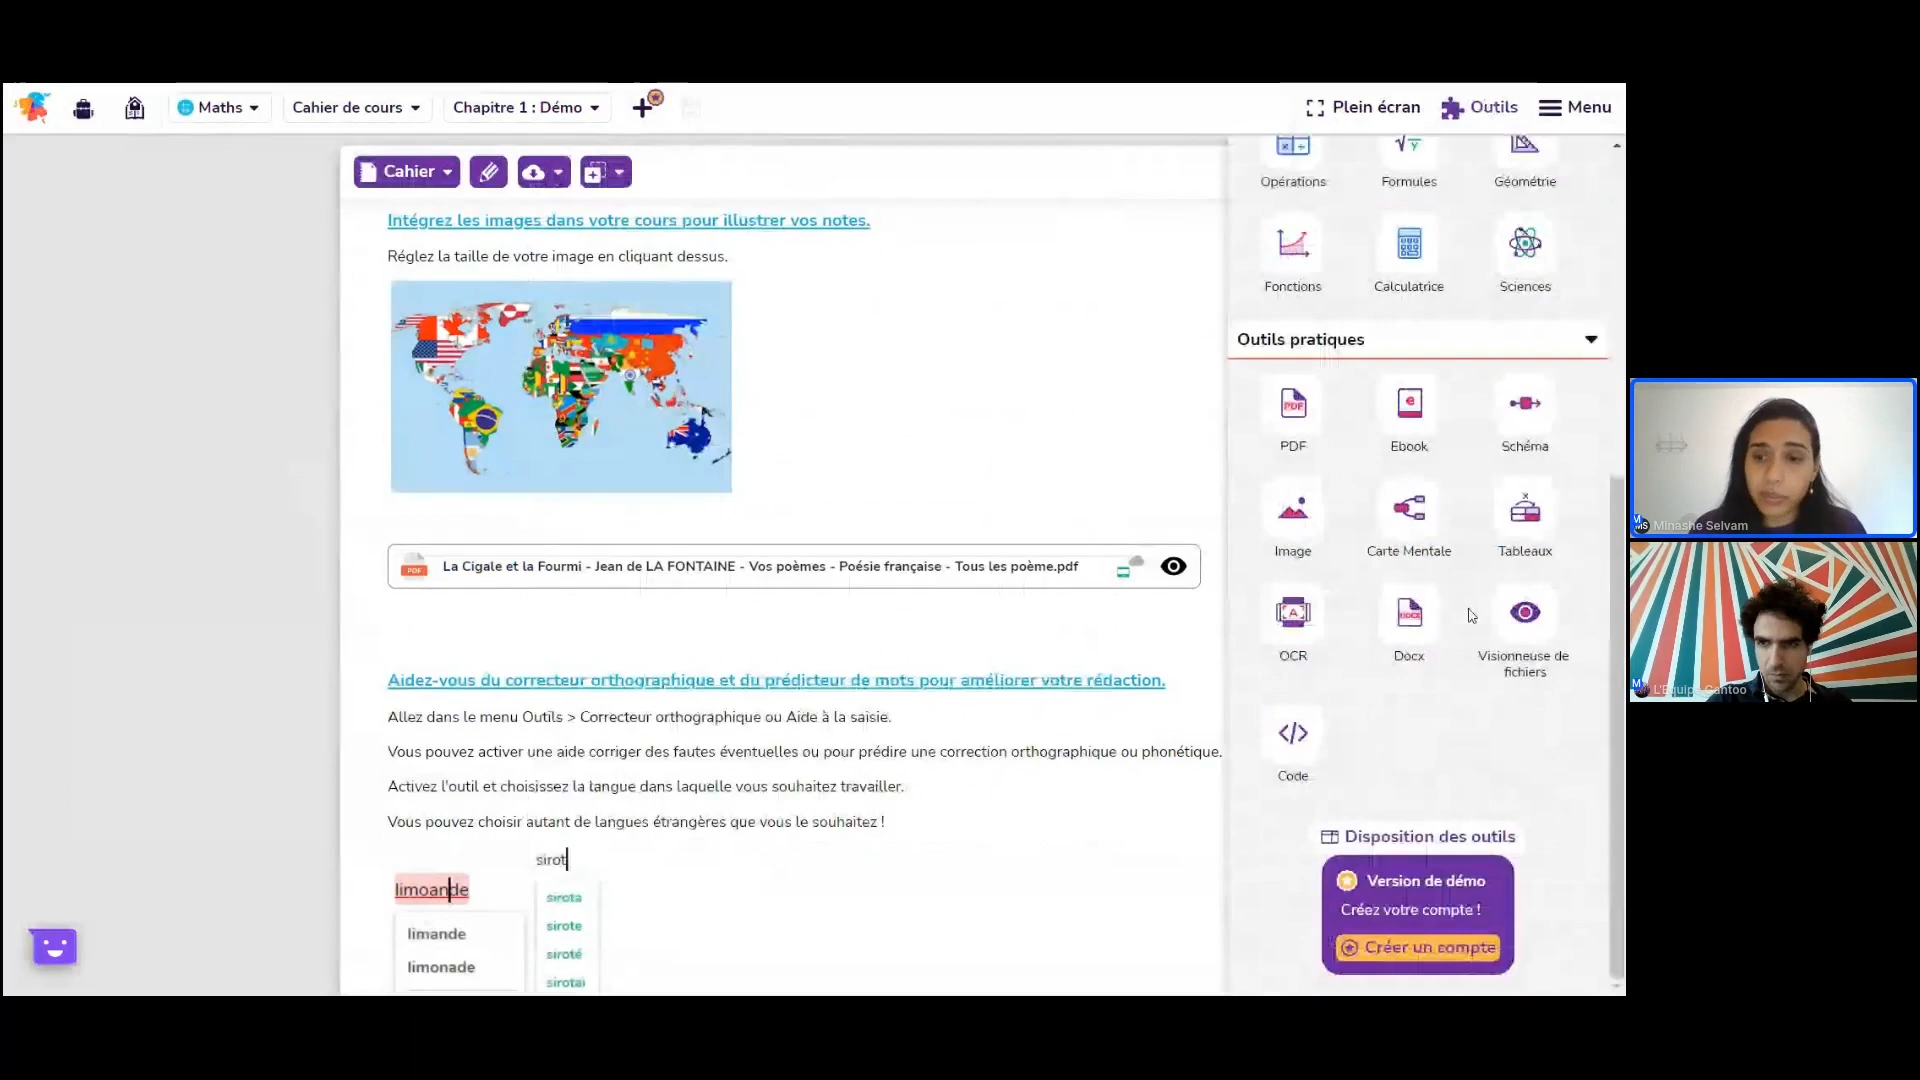 Maths
Cahier de cours
Chapitre 1 : Démo
Plein écran
Outils
Menu
Cahier
Intégrez les images dans votre cours pour illustrer vos notes.
Réglez la taille de votre image en cliquant dessus.
PDF
La Cigale et la Fourmi - Jean de LA FONTAINE - Vos poèmes - Poésie française - Tous les poème.pdf
Aidez-vous du correcteur orthographique et du prédicteur de mots pour améliorer votre rédaction.
Allez dans le menu Outils > Correcteur orthographique ou Aide à la saisie.
Vous pouvez activer une aide corriger des fautes éventuelles ou pour prédire une correction orthographique ou phonétique.
Activez l'outil et choisissez la langue dans laquelle vous souhaitez travailler.
Vous pouvez choisir autant de langues étrangères que vous le souhaitez !
sirot
limoande
sirota
sirote
siroté
sirotai
limande
limonade
Opérations
Formules
Géométrie
Fonctions
Calculatrice
Sciences
Outils pratiques
PDF
PDF
Ebook
Schéma
Image
Carte Mentale
Tableaux
OCR
Docx
Visionneuse de
fichiers
Code
Disposition des outils
Version de démo
Créez votre compte !
Créer un compte
Minashe Selvam
L'Equipe Cantoo